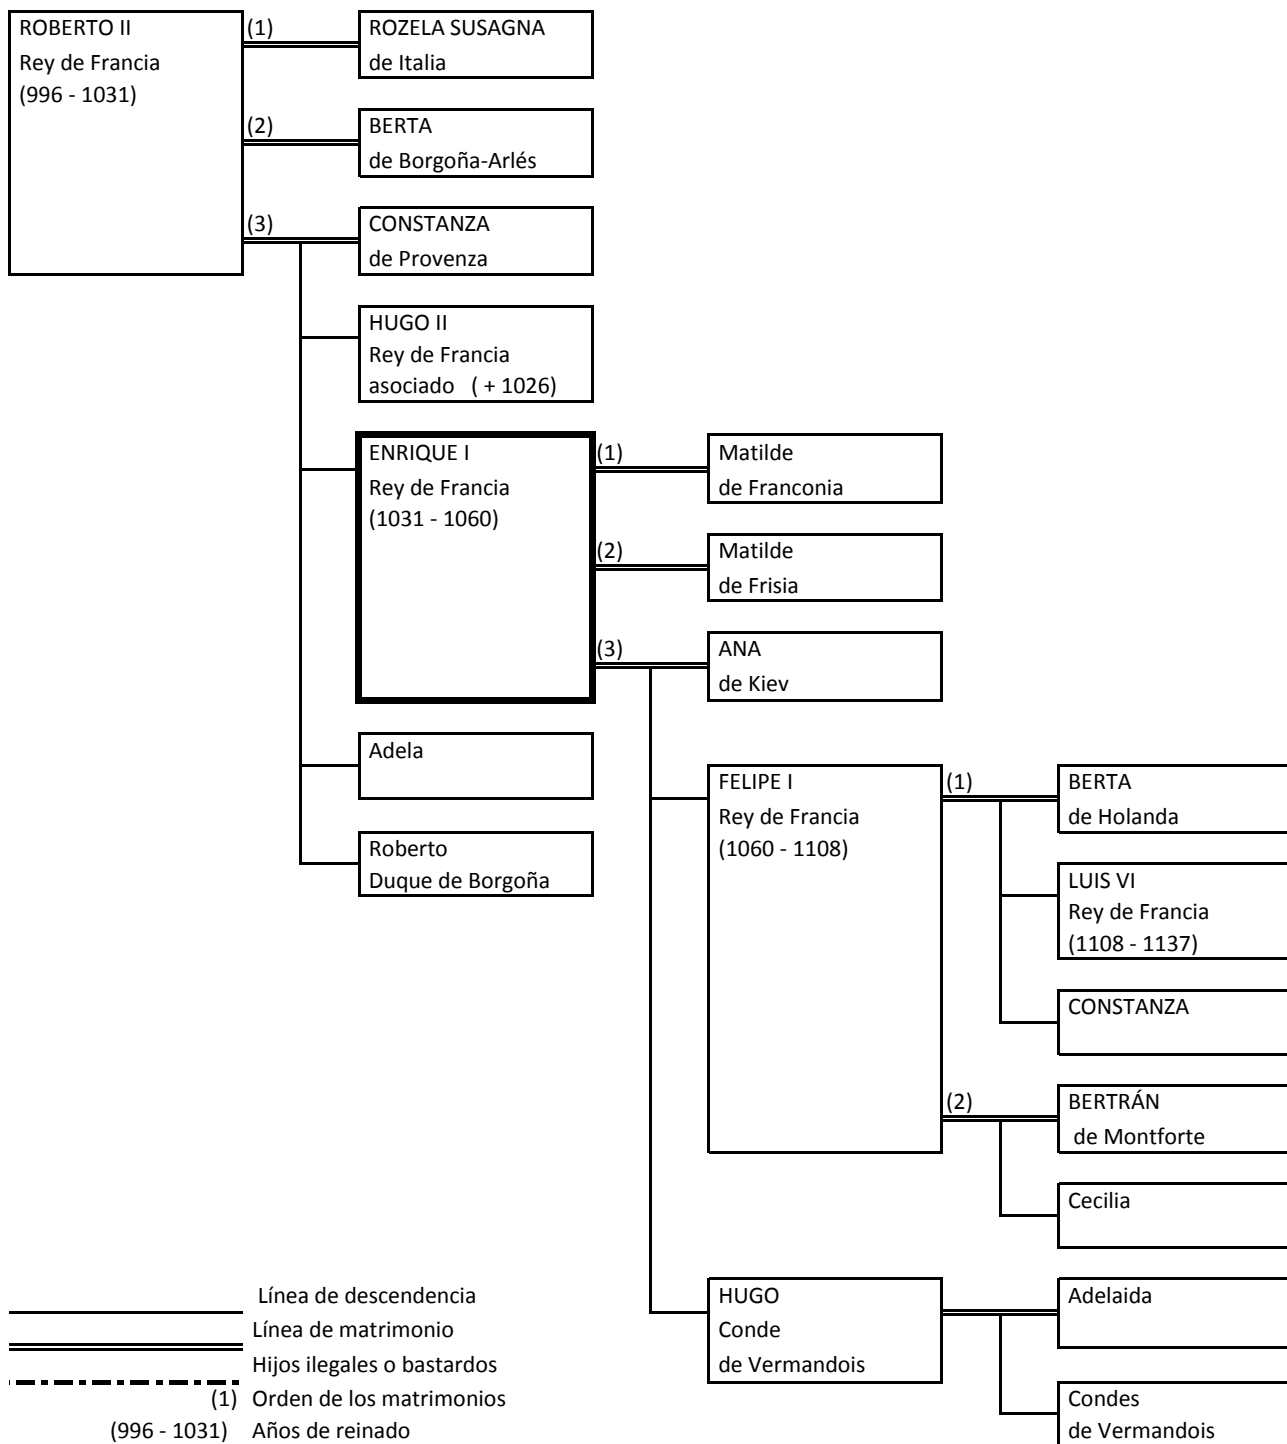 ROBERTO II
Rey de Francia
(996 - 1031)
(1)
ROZELA SUSAGNA
de Italia
(2)
BERTA
de Borgoña-Arlés
(3)
CONSTANZA
de Provenza
HUGO II
Rey de Francia
asociado ( + 1026)
ENRIQUE I
Rey de Francia
(1031 - 1060)
(1)
Matilde
de Franconia
(2)
Matilde
de Frisia
(3)
ANA
de Kiev
Adela
Roberto
Duque de Borgoña
FELIPE I
Rey de Francia
(1060 - 1108)
(1)
BERTA
de Holanda
LUIS VI
Rey de Francia
(1108 - 1137)
CONSTANZA
(2)
BERTRÁN
de Montforte
Cecilia
HUGO
Conde
de Vermandois
Adelaida
Condes
de Vermandois
Línea de descendencia
Línea de matrimonio
Hijos ilegales o bastardos
(1) Orden de los matrimonios
(996 - 1031) Años de reinado